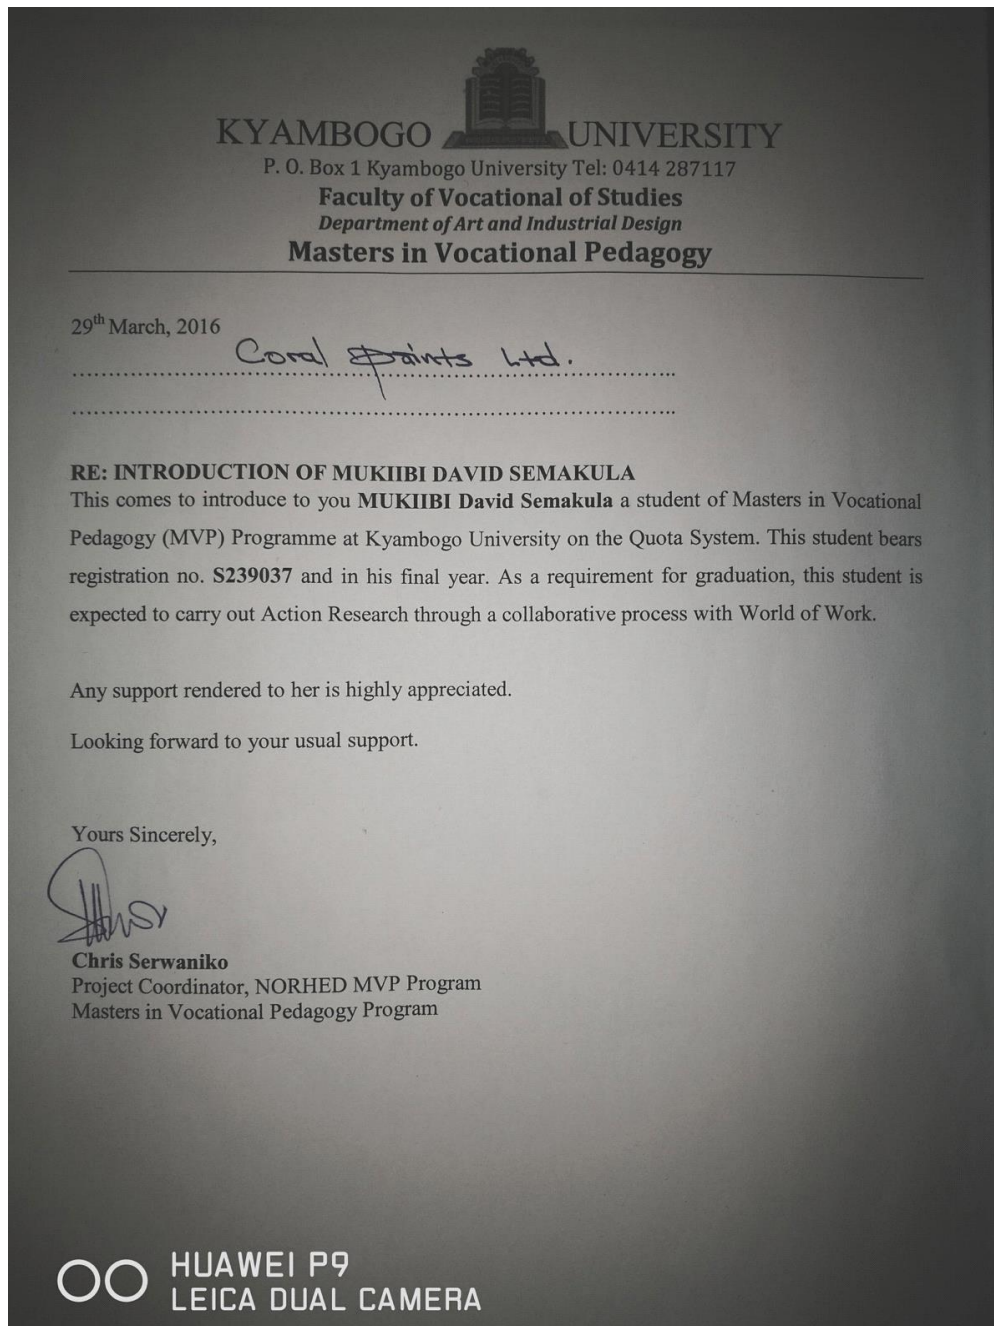 KYAMBOGO UNIVERSITY
P. O. Box 1 Kyambogo University Tel: 0414 287117
Faculty of Vocational of Studies
Department of Art and Industrial Design
Masters in Vocational Pedagogy
29th March, 2016
Coral Paints Ltd.
RE: INTRODUCTION OF MUKIIBI DAVID SEMAKULA
This comes to introduce to you MUKIIBI David Semakula a student of Masters in Vocational
Pedagogy (MVP) Programme at Kyambogo University on the Quota System. This student bears
registration no. S239037 and in his final year. As a requirement for graduation, this student is
expected to carry out Action Research through a collaborative process with World of Work.
Any support rendered to her is highly appreciated.
Looking forward to your usual support.
Yours Sincerely,
Chris Serwaniko
Project Coordinator, NORHED MVP Program
Masters in Vocational Pedagogy Program
HUAWEI P9
LEICA DUAL CAMERA